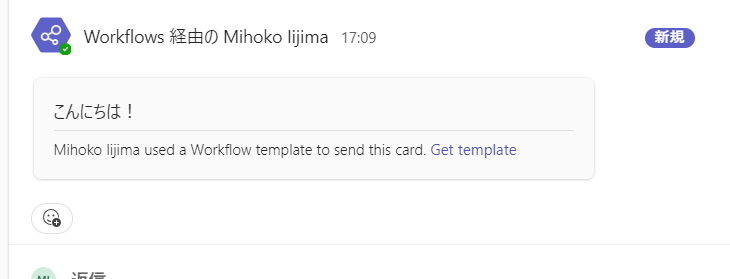 Workflows 経由の Mihoko Iijima 17:09 新規
こんにちは！
Mihoko Iijima used a Workflow template to send this card. Get template
MI 返信